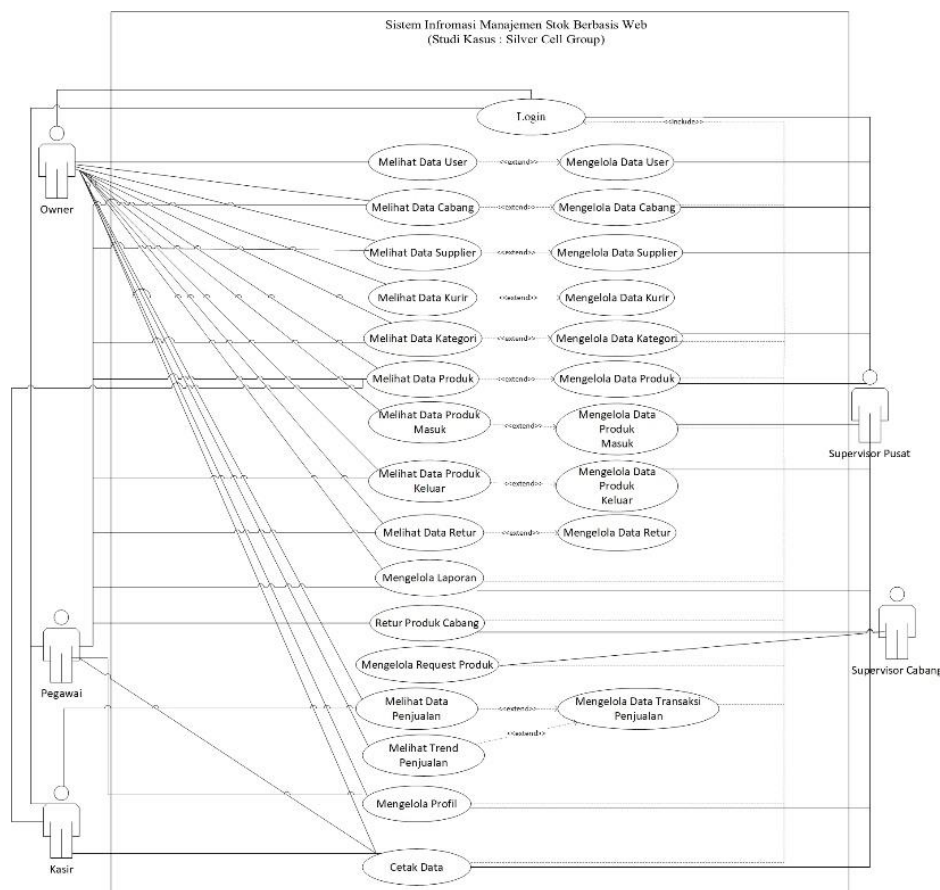 Sistem Infromasi Manajemen Stok Berbasis Web
(Studi Kasus : Silver Cell Group)
Login
<<include>>
Owner
Melihat Data User
<<extend>>
Mengelola Data User
Melihat Data Cabang
<<extend>>
Mengelola Data Cabang
Melihat Data Supplier
<<extend>>
Mengelola Data Supplier
Melihat Data Kurir
<<extend>>
Mengelola Data Kurir
Melihat Data Kategori
<<extend>>
Mengelola Data Kategori
Melihat Data Produk
<<extend>>
Mengelola Data Produk
Melihat Data Produk
Masuk
<<extend>>
Mengelola Data
Produk
Masuk
Supervisor Pusat
Melihat Data Produk
Keluar
<<extend>>
Mengelola Data
Produk
Keluar
Melihat Data Retur
<<extend>>
Mengelola Data Retur
Mengelola Laporan
Retur Produk Cabang
Mengelola Request Produk
Supervisor Cabang
Pegawai
Melihat Data
Penjualan
<<extend>>
Mengelola Data Transaksi
Penjualan
Melihat Trend
Penjualan
<<extend>>
Mengelola Profil
Kasir
Cetak Data